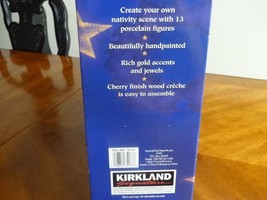 Create your own
nativity scene with 13
porcelain figures
Beautifully handpainted
Rich gold accents
and jewels
Cherry finish wood crèche
is easy to assemble
KIRKLAND
Signature